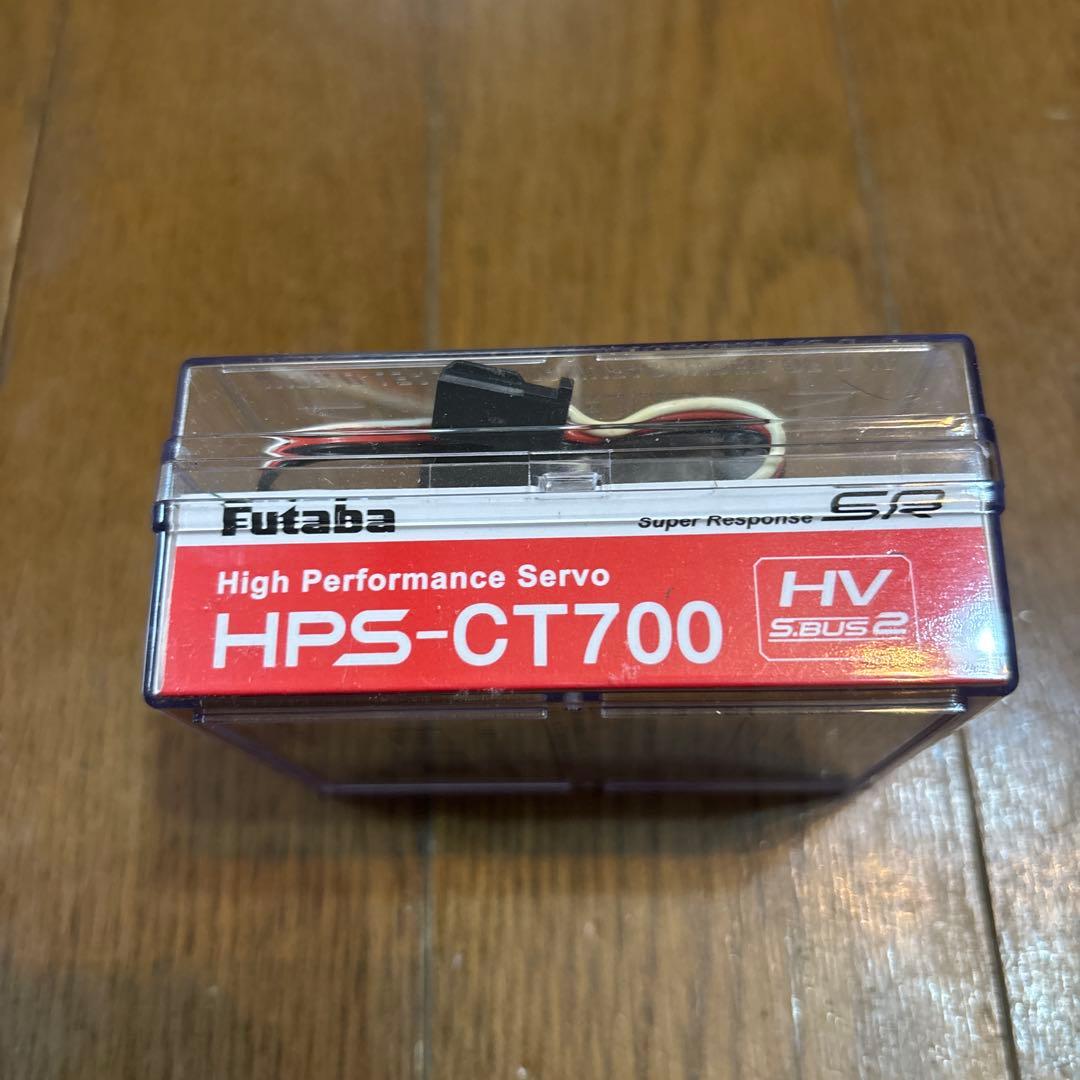 Futaba
Super Response SR
High Performance Servo
HPS-CT700
HV
S.BUS2